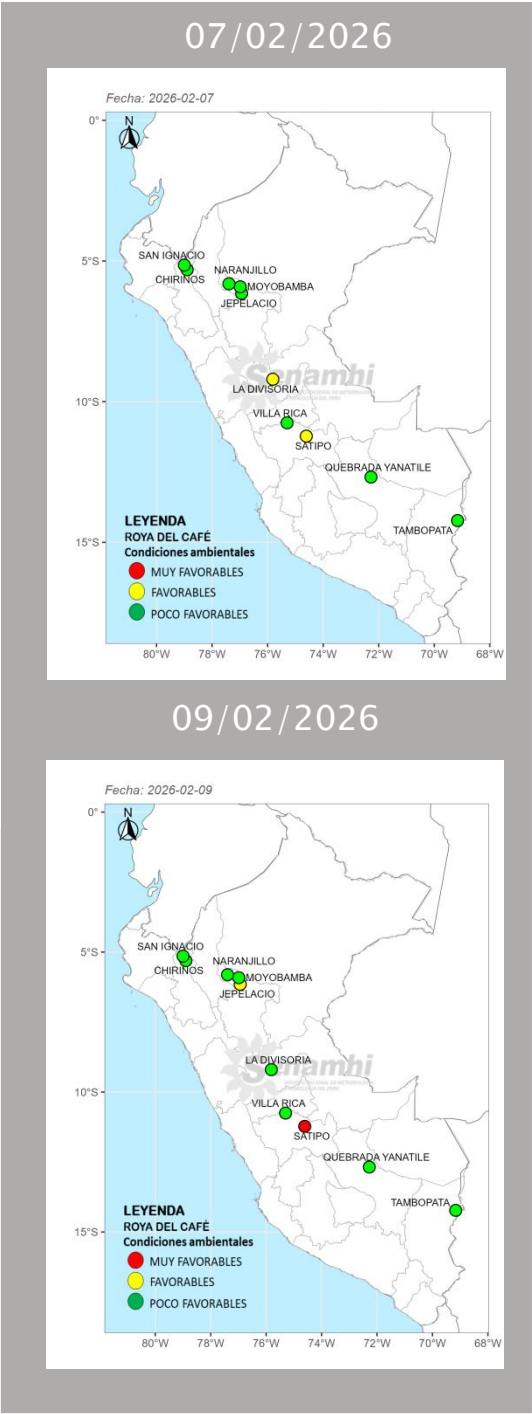 07/02/2026
Fecha: 2026-02-07
N
0°
5°S
SAN IGNACIO
CHIRINOS
NARANJILLO
MOYOBAMBA
JEPELACIO
Senamhi
LA DIVISORIA
10°S
VILLA RICA
SATIPO
QUEBRADA YANATILE
TAMBOPATA
LEYENDA
ROYA DEL CAFÉ
Condiciones ambientales
MUY FAVORABLES
FAVORABLES
POCO FAVORABLES
15°S
80°W 78°W 76°W 74°W 72°W 70°W 68°W
09/02/2026
Fecha: 2026-02-09
N
0°
5°S
SAN IGNACIO
CHIRINOS
NARANJILLO
MOYOBAMBA
JEPELACIO
Senamhi
LA DIVISORIA
10°S
VILLA RICA
SATIPO
QUEBRADA YANATILE
TAMBOPATA
LEYENDA
ROYA DEL CAFÉ
Condiciones ambientales
MUY FAVORABLES
FAVORABLES
POCO FAVORABLES
15°S
80°W 78°W 76°W 74°W 72°W 70°W 68°W